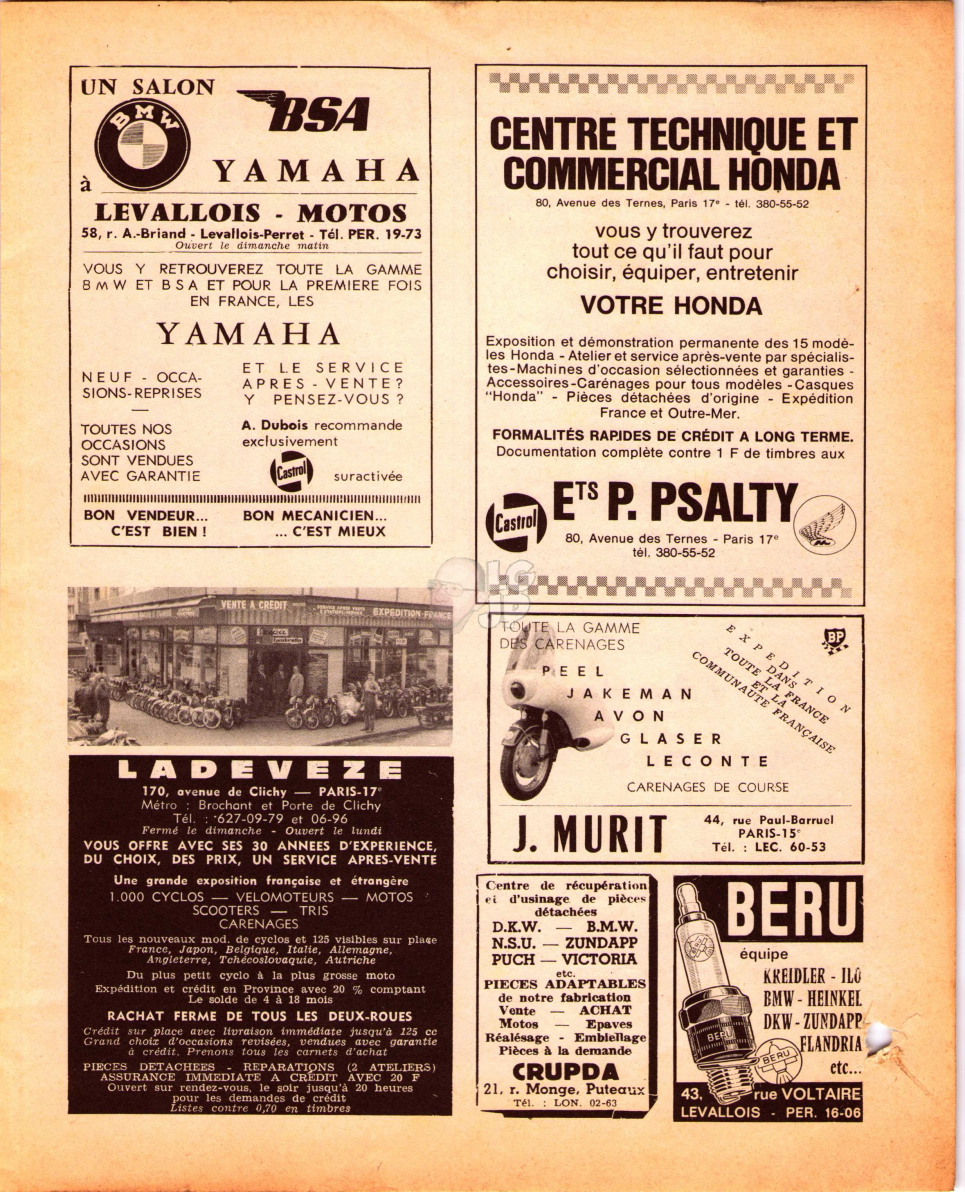 UN SALON
BMW
BSA
à
YAMAHA
LEVALLOIS - MOTOS
58, r. A.-Briand - Levallois-Perret - Tél. PER. 19-73
Ouvert le dimanche matin
VOUS Y RETROUVEREZ TOUTE LA GAMME
BMW ET BSA ET POUR LA PREMIERE FOIS
EN FRANCE, LES
YAMAHA
NEUF - OCCA-
SIONS-REPRISES
TOUTES NOS
OCCASIONS
SONT VENDUES
AVEC GARANTIE
ET LE SERVICE
APRES - VENTE ?
Y PENSEZ-VOUS ?
A. Dubois recommande
exclusivement
Castrol
suractivée
BON VENDEUR...
C'EST BIEN !
BON MECANICIEN...
... C'EST MIEUX
CENTRE TECHNIQUE ET
COMMERCIAL HONDA
80, Avenue des Ternes, Paris 17e - tél. 380-55-52
vous y trouverez
tout ce qu'il faut pour
choisir, équiper, entretenir
VOTRE HONDA
Exposition et démonstration permanente des 15 modè-
les Honda - Atelier et service après-vente par spécialis-
tes - Machines d'occasion sélectionnées et garanties -
Accessoires - Carénages pour tous modèles - Casques
"Honda" - Pièces détachées d'origine - Expédition
France et Outre-Mer.
FORMALITÉS RAPIDES DE CRÉDIT A LONG TERME.
Documentation complète contre 1 F de timbres aux
Castrol
ETS P. PSALTY
80, Avenue des Ternes - Paris 17e
tél. 380-55-52
LG
JB
VENTE A CRÉDIT
EXPÉDITION-FRANCE
LADEVEZE
170, avenue de Clichy — PARIS-17e
Métro : Brochant et Porte de Clichy
Tél. : 627-09-79 et 06-96
Fermé le dimanche - Ouvert le lundi
VOUS OFFRE AVEC SES 30 ANNEES D'EXPERIENCE,
DU CHOIX, DES PRIX, UN SERVICE APRES-VENTE
Une grande exposition française et étrangère
1.000 CYCLOS — VELOMOTEURS — MOTOS
SCOOTERS — TRIS
CARENAGES
Tous les nouveaux mod. de cyclos et 125 visibles sur place
France, Japon, Belgique, Italie, Allemagne,
Angleterre, Tchécoslovaquie, Autriche
Du plus petit cyclo à la plus grosse moto
Expédition et crédit en Province avec 20 % comptant
Le solde de 4 à 18 mois
RACHAT FERME DE TOUS LES DEUX-ROUES
Crédit sur place avec livraison immédiate jusqu'à 125 cc
Grand choix d'occasions revisées, vendues avec garantie
à crédit. Prenons tous les carnets d'achat
PIECES DETACHEES - REPARATIONS (2 ATELIERS)
ASSURANCE IMMEDIATE A CREDIT AVEC 20 F
Ouvert sur rendez-vous, le soir jusqu'à 20 heures
pour les demandes de crédit
Listes contre 0,70 en timbres
TOUTE LA GAMME
DES CARENAGES
PEEL
JAKEMAN
AVON
GLASER
LECONTE
CARENAGES DE COURSE
EXPEDITION
DANS
TOUTE LA FRANCE
ET LA
COMMUNAUTE FRANÇAISE
BP
J. MURIT
44, rue Paul-Barruel
PARIS-15e
Tél. : LEC. 60-53
Centre de récupération
et d'usinage de pièces
détachées
D.K.W. — B.M.W.
N.S.U. — ZUNDAPP
PUCH — VICTORIA
etc.
PIECES ADAPTABLES
de notre fabrication
Vente — ACHAT
Motos — Epaves
Réalésage - Embiellage
Pièces à la demande
CRUPDA
21, r. Monge, Puteaux
Tél. : LON. 02-63
BERU
équipe
KREIDLER - ILO
BMW - HEINKEL
DKW - ZUNDAPP
FLANDRIA
etc...
BERU
BERU
43, rue VOLTAIRE
LEVALLOIS - PER. 16-06